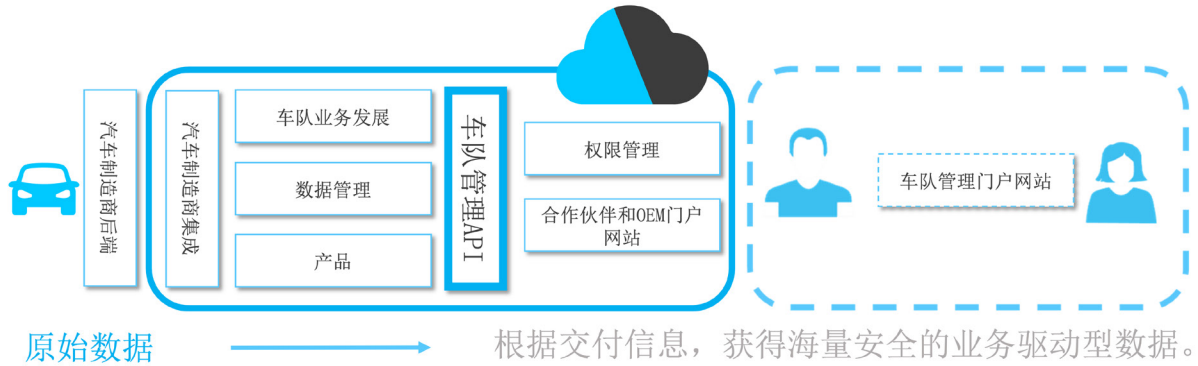 汽车制造商后端
汽车制造商集成
车队业务发展
数据管理
产品
车队管理API
权限管理
合作伙伴和OEM门户
网站
车队管理门户网站
原始数据
根据交付信息，获得海量安全的业务驱动型数据。